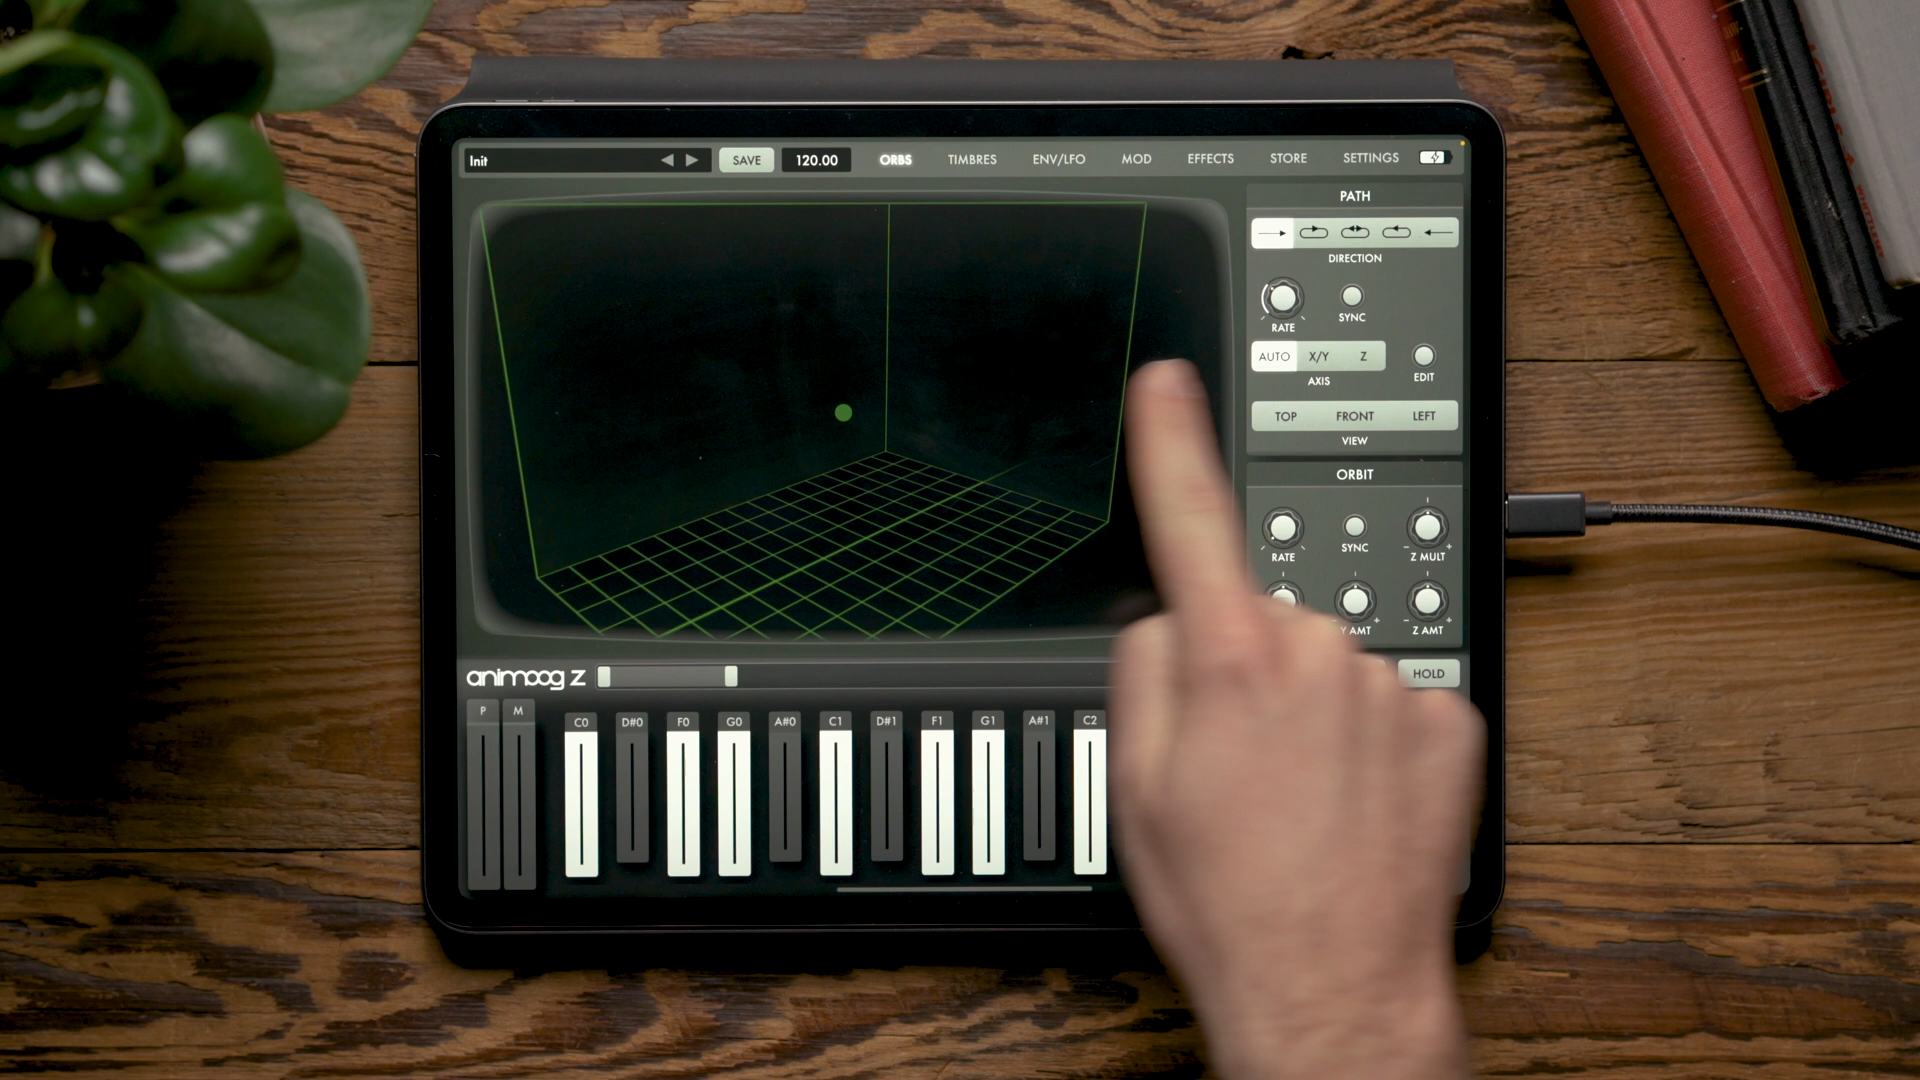 Init
SAVE
120.00
ORBS
TIMBRES
ENV/LFO
MOD
EFFECTS
STORE
SETTINGS
PATH
DIRECTION
RATE
SYNC
AUTO
X/Y
Z
AXIS
EDIT
TOP
FRONT
LEFT
VIEW
ORBIT
RATE
SYNC
Z MULT
Y AMT
Z AMT
animoog z
HOLD
P
M
C0
D#0
F0
G0
A#0
C1
D#1
F1
G1
A#1
C2